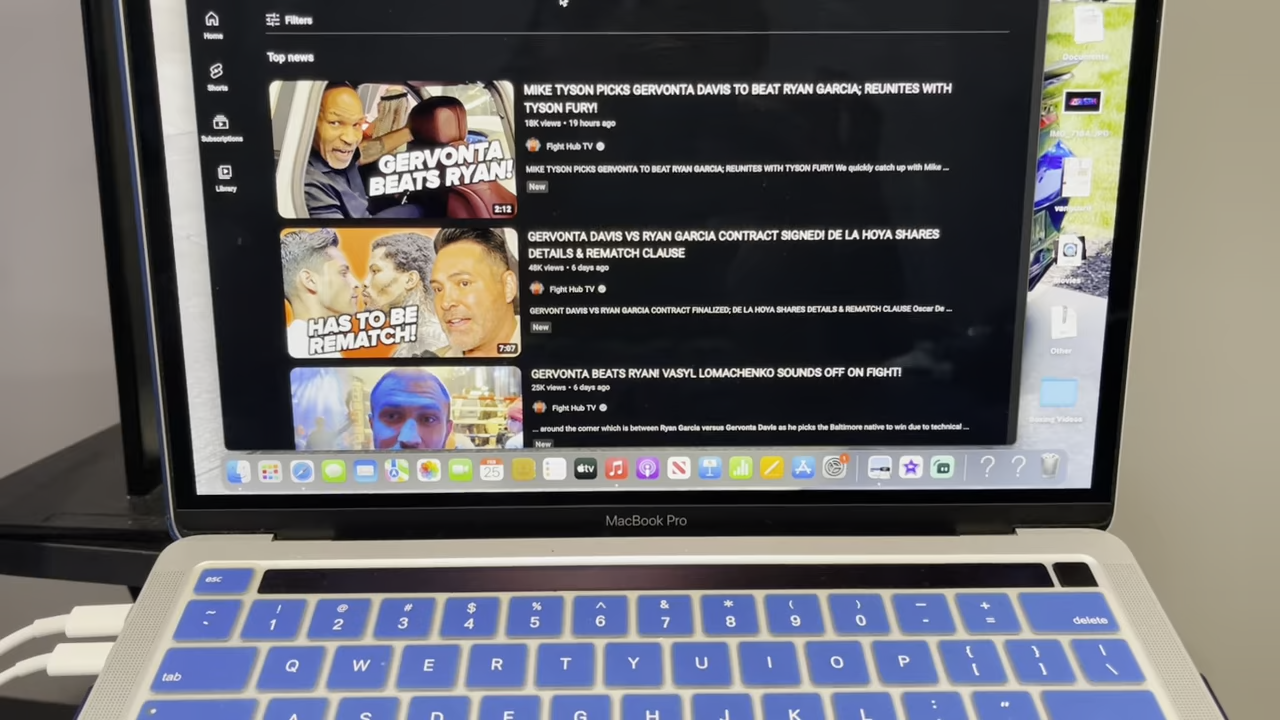 Home
Filters
Top news
Shorts
Subscriptions
Library
GERVONTA
BEATS RYAN!
2:12
MIKE TYSON PICKS GERVONTA DAVIS TO BEAT RYAN GARCIA; REUNITES WITH
TYSON FURY!
18K views • 19 hours ago
Fight Hub TV
MIKE TYSON PICKS GERVONTA TO BEAT RYAN GARCIA; REUNITES WITH TYSON FURY! We quickly catch up with Mike ...
New
HAS TO BE
REMATCH!
7:07
GERVONTA DAVIS VS RYAN GARCIA CONTRACT SIGNED! DE LA HOYA SHARES
DETAILS & REMATCH CLAUSE
48K views • 6 days ago
Fight Hub TV
GERVONT DAVIS VS RYAN GARCIA CONTRACT FINALIZED; DE LA HOYA SHARES DETAILS & REMATCH CLAUSE Oscar De ...
New
GERVONTA BEATS RYAN! VASYL LOMACHENKO SOUNDS OFF ON FIGHT!
25K views • 6 days ago
Fight Hub TV
... around the corner which is between Ryan Garcia versus Gervonta Davis as he picks the Baltimore native to win due to technical ...
New
Documents
Movies
Other
FEB
25
tv
1
? ?
MacBook Pro
esc
~ ! @ # $ % ^ & * ( ) _ +
` 1 2 3 4 5 6 7 8 9 0 - = delete
tab Q W E R T Y U I O P { [ } ] | \
A S D F G H J K L : "